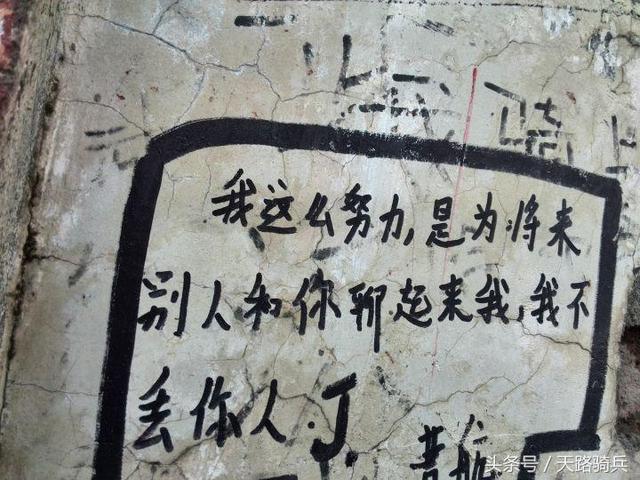 我这么努力,是为将来
别人和你聊起来我,我不
丢你人.J.
头条号／天路骑兵